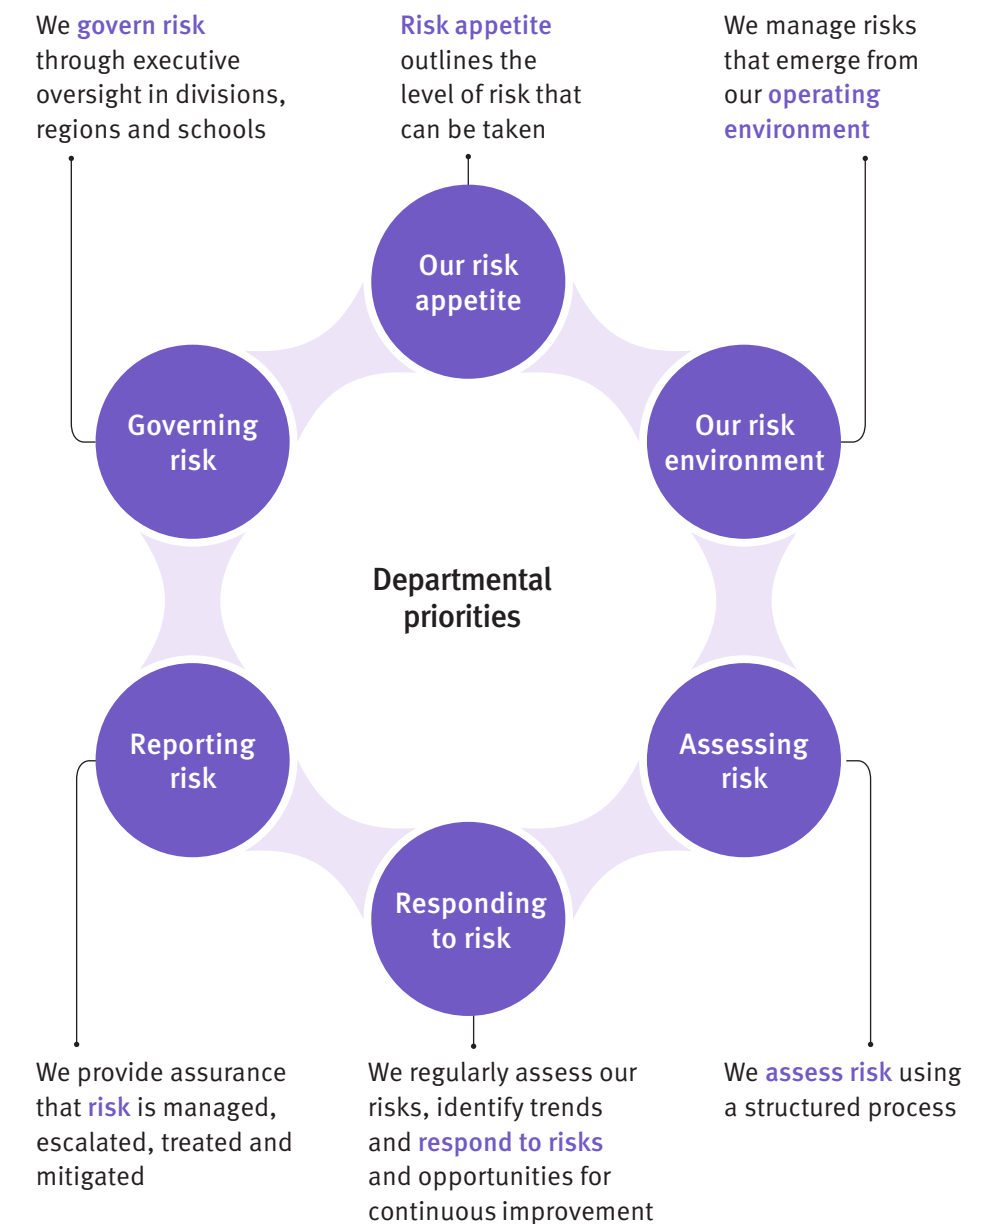 We govern risk
through executive
oversight in divisions,
regions and schools
Risk appetite
outlines the
level of risk that
can be taken
We manage risks
that emerge from
our operating
environment
Our risk
appetite
Governing
risk
Our risk
environment
Departmental
priorities
Reporting
risk
Assessing
risk
Responding
to risk
We provide assurance
that risk is managed,
escalated, treated and
mitigated
We regularly assess our
risks, identify trends
and respond to risks
and opportunities for
continuous improvement
We assess risk using
a structured process